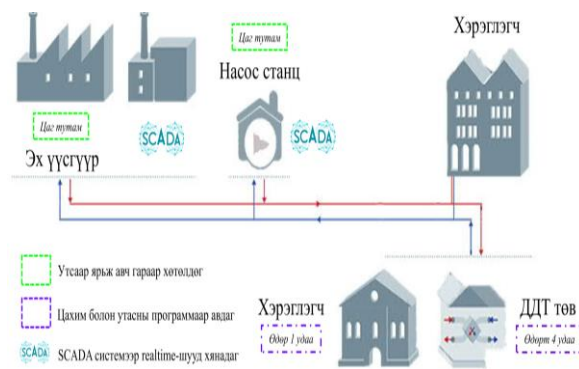 Цаг тутам
Хэрэглэгч
Насос станц
Цаг тутам
SCADA
SCADA
Эх үүсгүүр
Утсаар ярьж авч гараар хөтөлдөг
Цахим болон утасны программаар авдаг
SCADA
SCADA системээр realtime-шууд хянадаг
Хэрэглэгч
Өдөр 1 удаа
ДДТ төв
Өдөрт 4 удаа